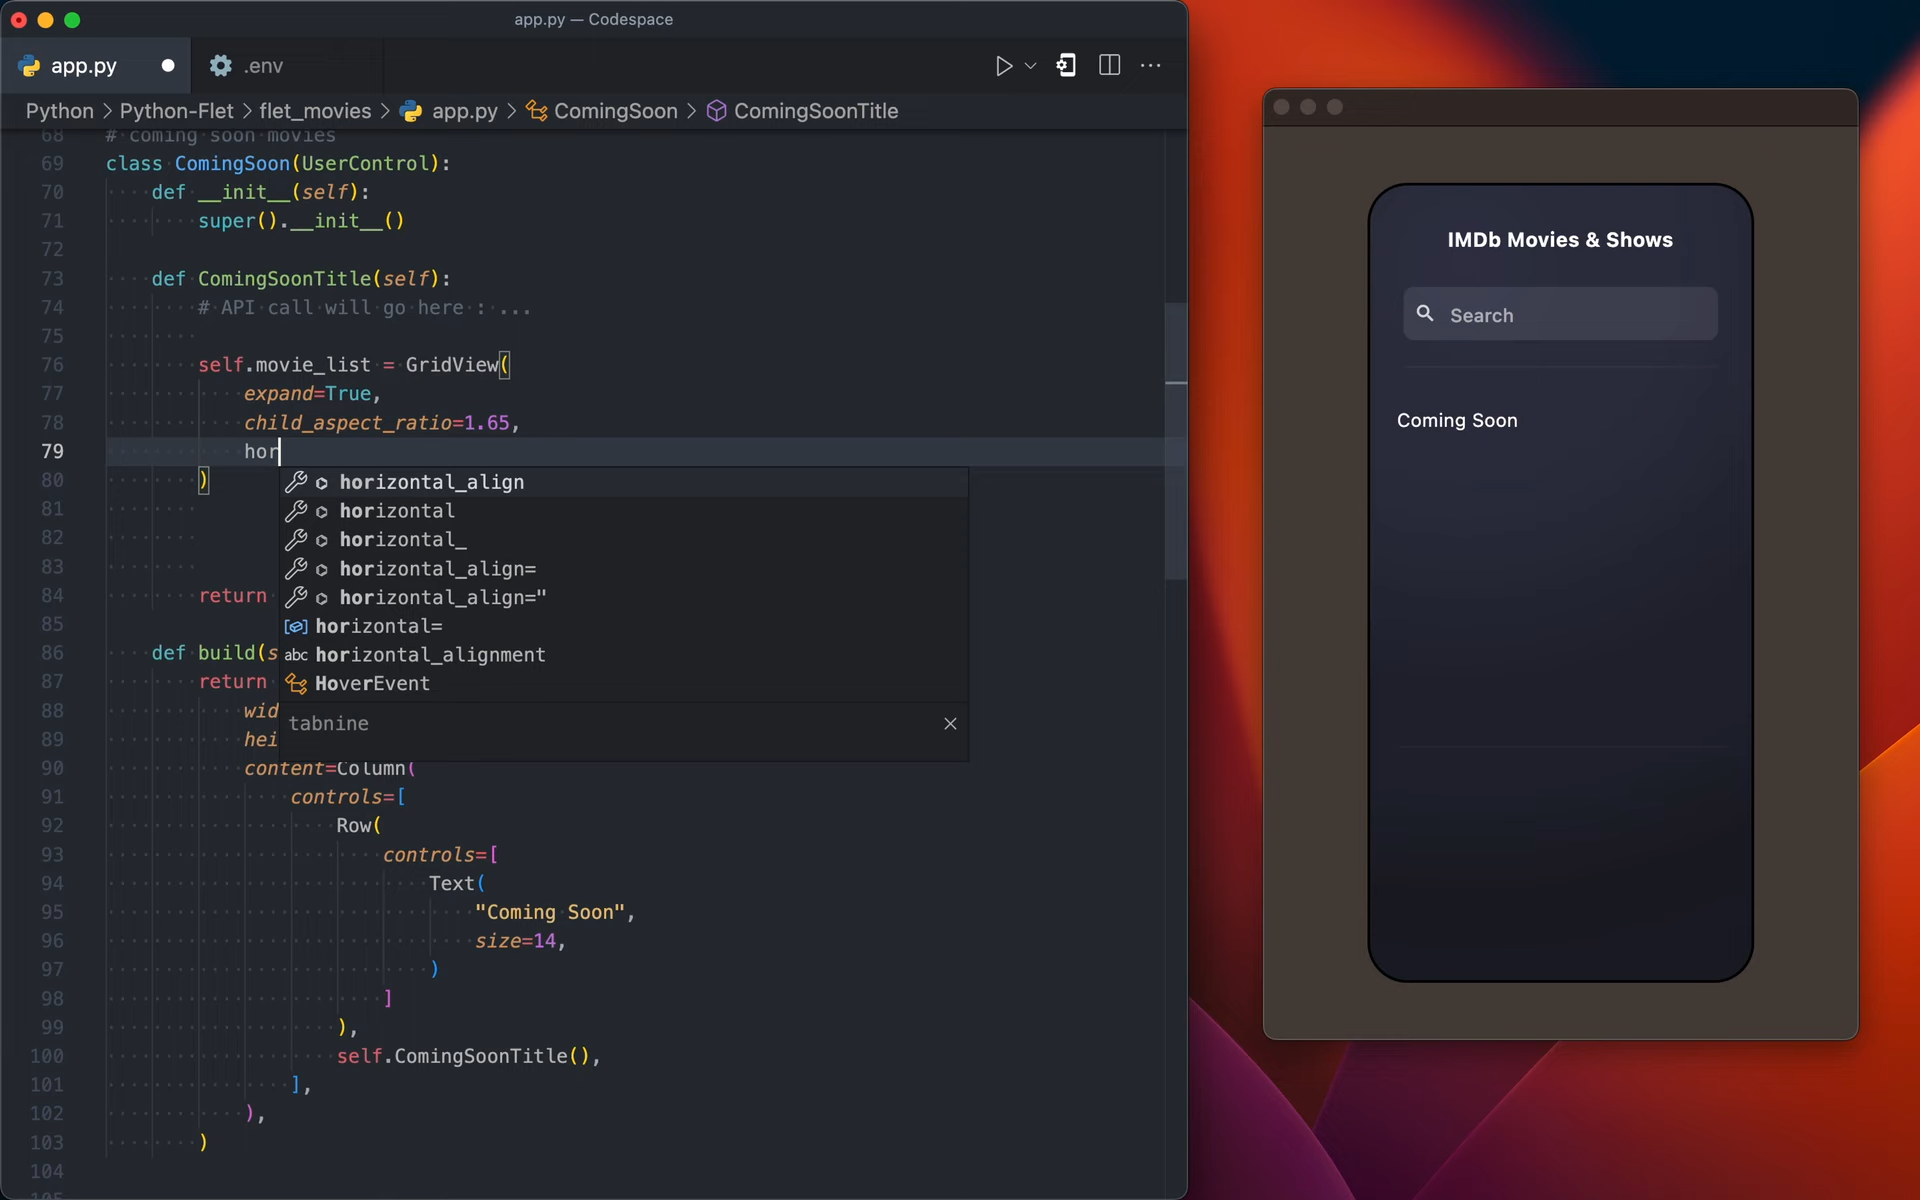 app.py — Codespace
app.py
.env
Python > Python-Flet > flet_movies > app.py > ComingSoon > ComingSoonTitle
68 # coming soon movies
69 class ComingSoon(UserControl):
70 def __init__(self):
71 super().__init__()
72
73 def ComingSoonTitle(self):
74 # API call will go here : ...
75
76 self.movie_list = GridView(
77 expand=True,
78 child_aspect_ratio=1.65,
79 hor
horizontal_align
80 )
horizontal
81
horizontal_
82
horizontal_align=
83
horizontal_align="
84 return
horizontal=
85
abc horizontal_alignment
86 def build(s
HoverEvent
87 return
tabnine
88 wid
89 hei
90 content=Column(
91 controls=[
92 Row(
93 controls=[
94 Text(
95 "Coming Soon",
96 size=14,
97 )
98 ]
99 ),
100 self.ComingSoonTitle(),
101 ],
102 ),
103 )
104
105
IMDb Movies & Shows
Search
Coming Soon